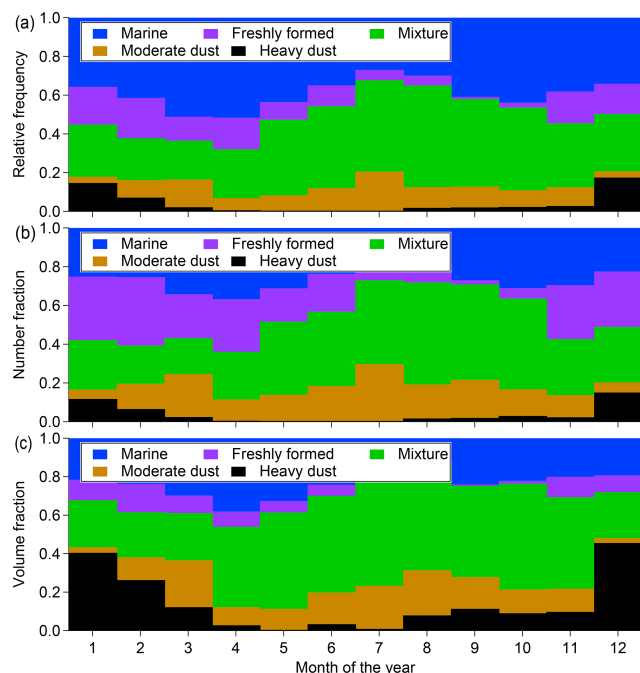 (a)
1.0
0.8
0.6
0.4
0.2
0.0
Relative frequency
Marine Freshly formed Mixture
Moderate dust Heavy dust
(b)
1.0
0.8
0.6
0.4
0.2
0.0
Number fraction
Marine Freshly formed Mixture
Moderate dust Heavy dust
(c)
1.0
0.8
0.6
0.4
0.2
0.0
Volume fraction
Marine Freshly formed Mixture
Moderate dust Heavy dust
1 2 3 4 5 6 7 8 9 10 11 12
Month of the year